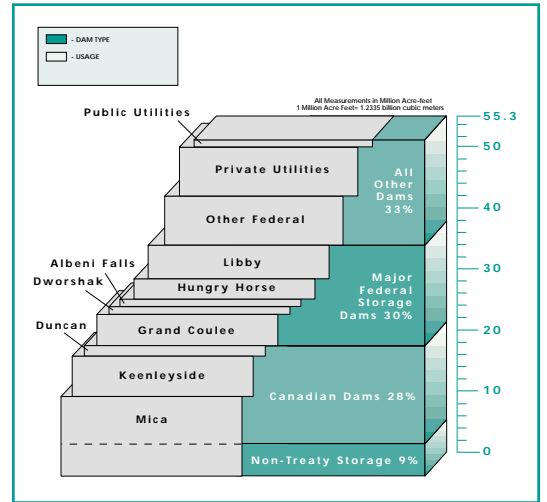 - DAM TYPE
- USAGE
All Measurements in Million Acre-feet
1 Million Acre Feet= 1.2335 billion cubic meters
Public Utilities
Private Utilities
Other Federal
Libby
Albeni Falls
Hungry Horse
Dworshak
Grand Coulee
Duncan
Keenleyside
Mica
All
Other
Dams
33%
Major
Federal
Storage
Dams 30%
Canadian Dams 28%
Non-Treaty Storage 9%
55.3
50
40
30
20
10
0